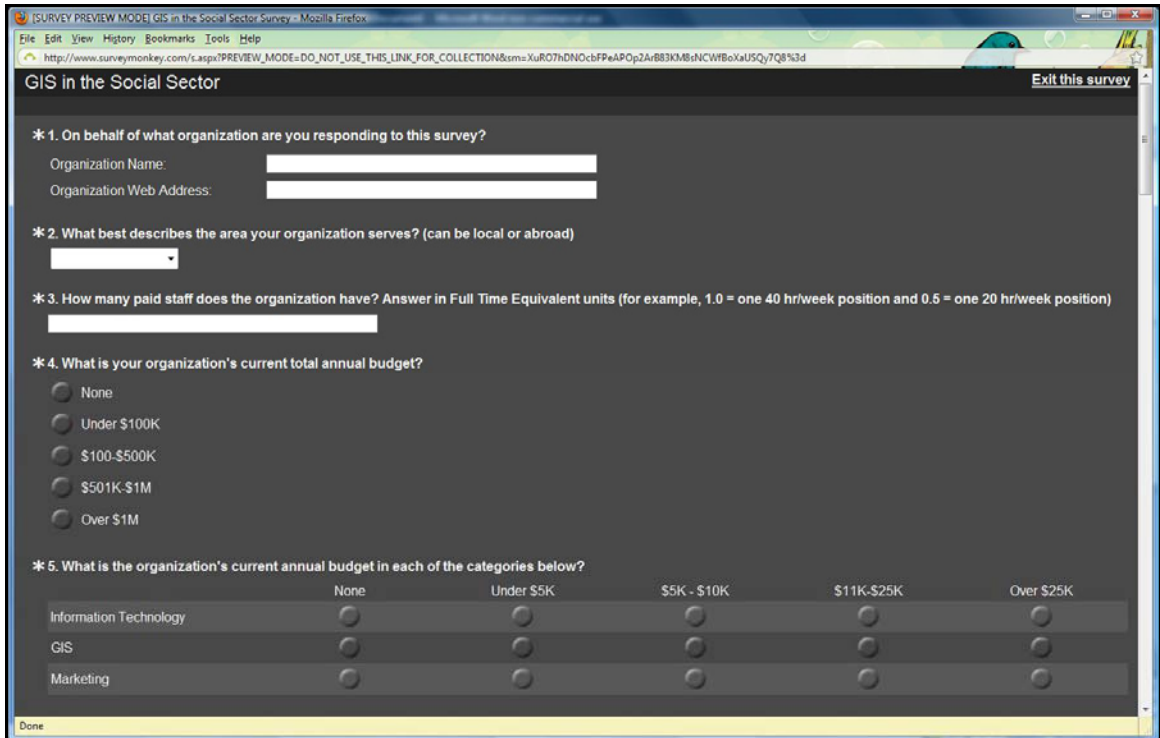 [SURVEY PREVIEW MODE] GIS in the Social Sector Survey - Mozilla Firefox
File Edit View History Bookmarks Tools Help
http://www.surveymonkey.com/s.aspx?PREVIEW_MODE=DO_NOT_USE_THIS_LINK_FOR_COLLECTION&sm=XuRO7hDNOcbFPeAPOp2ArB83KM8sNCWfBoXaUSQy7Q8%3d
GIS in the Social Sector
Exit this survey
*1. On behalf of what organization are you responding to this survey?
Organization Name:
Organization Web Address:
*2. What best describes the area your organization serves? (can be local or abroad)
*3. How many paid staff does the organization have? Answer in Full Time Equivalent units (for example, 1.0 = one 40 hr/week position and 0.5 = one 20 hr/week position)
*4. What is your organization's current total annual budget?
None
Under $100K
$100-$500K
$501K-$1M
Over $1M
*5. What is the organization's current annual budget in each of the categories below?
None Under $5K $5K - $10K $11K-$25K Over $25K
Information Technology
GIS
Marketing
Done